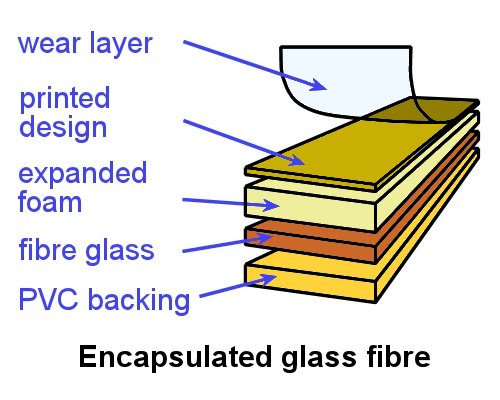 wear layer
printed
design
expanded
foam
fibre glass
PVC backing
Encapsulated glass fibre